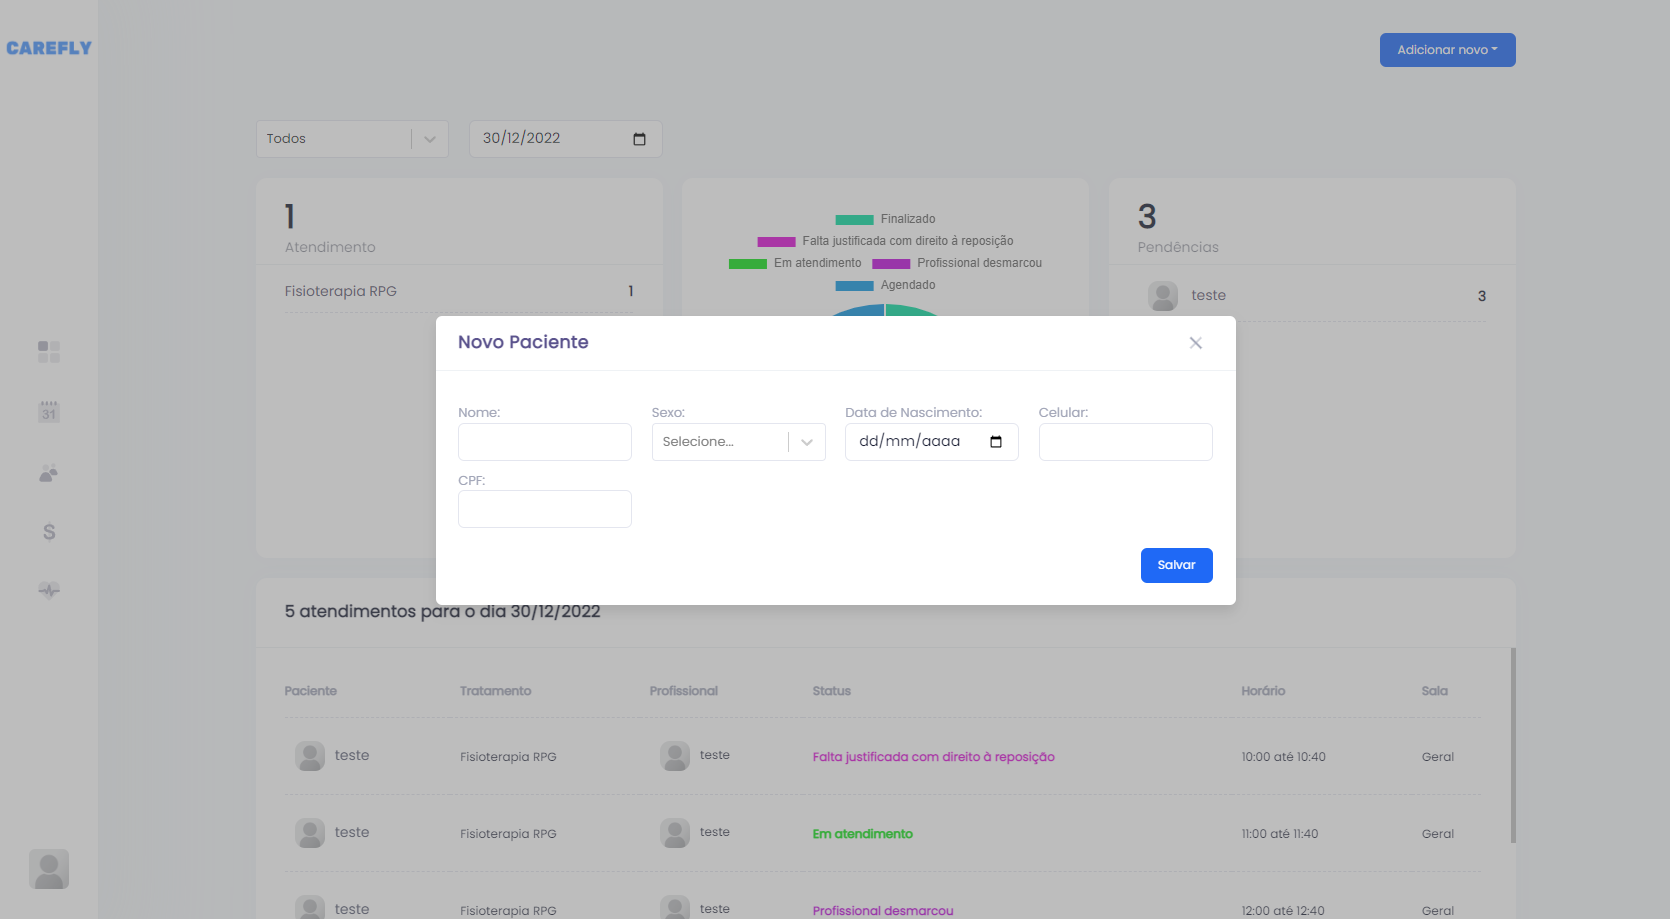 CAREFLY
Adicionar novo
Todos
30/12/2022
1
Atendimento
Fisioterapia RPG 1
Finalizado
Falta justificada com direito à reposição
Em atendimento Profissional desmarcou
Agendado
3
Pendências
teste 3
31
$
Novo Paciente
Nome: Sexo: Data de Nascimento: Celular:
Selecione... dd/mm/aaaa
CPF:
Salvar
5 atendimentos para o dia 30/12/2022
Paciente Tratamento Profissional Status Horário Sala
teste Fisioterapia RPG teste Falta justificada com direito à reposição 10:00 até 10:40 Geral
teste Fisioterapia RPG teste Em atendimento 11:00 até 11:40 Geral
teste Fisioterapia RPG teste Profissional desmarcou 12:00 até 12:40 Geral